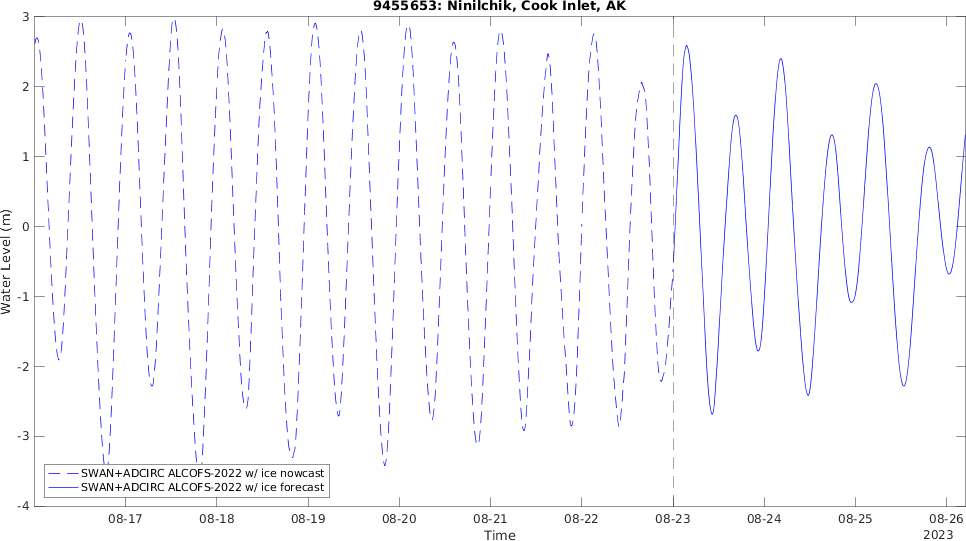 9455653: Ninilchik, Cook Inlet, AK
Water Level (m)
3
2
1
0
-1
-2
-3
-4
SWAN+ADCIRC ALCOFS-2022 w/ ice nowcast
SWAN+ADCIRC ALCOFS-2022 w/ ice forecast
08-17 08-18 08-19 08-20 08-21 08-22 08-23 08-24 08-25 08-26
Time
2023